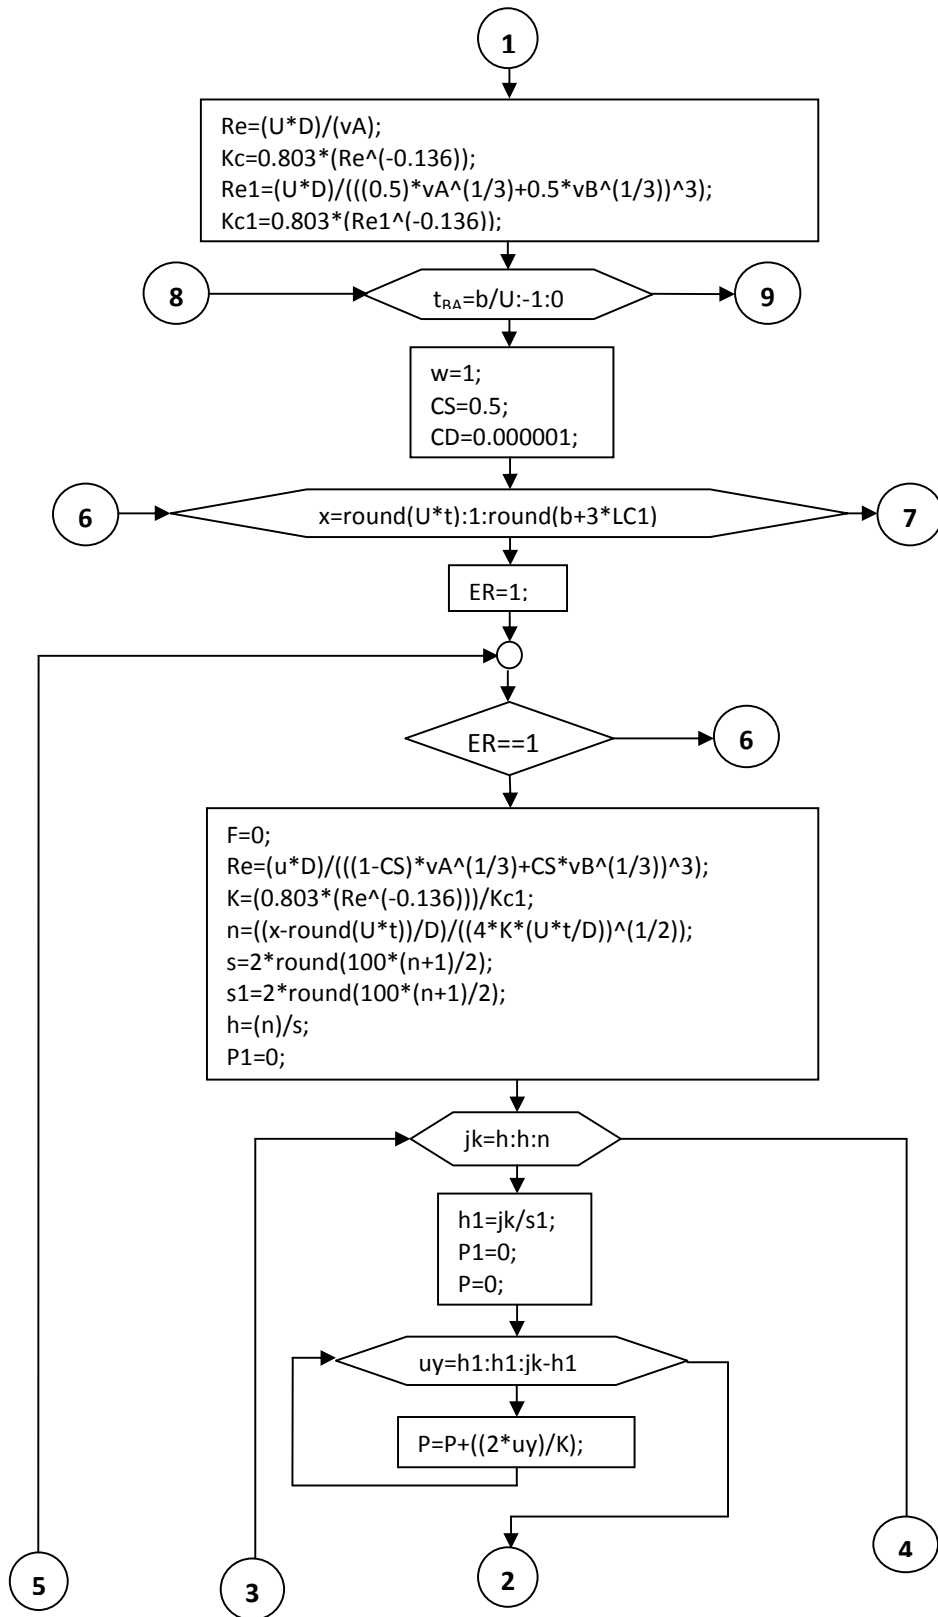 1
Re=(U*D)/(vA);
Kc=0.803*(Re^(-0.136));
Re1=(U*D)/(((0.5)*vA^(1/3)+0.5*vB^(1/3))^3);
Kc1=0.803*(Re1^(-0.136));
8
tBA=b/U:-1:0
9
w=1;
CS=0.5;
CD=0.000001;
6
x=round(U*t):1:round(b+3*LC1)
7
ER=1;
ER==1
6
F=0;
Re=(u*D)/(((1-CS)*vA^(1/3)+CS*vB^(1/3))^3);
K=(0.803*(Re^(-0.136)))/Kc1;
n=((x-round(U*t))/D)/((4*K*(U*t/D))^(1/2));
s=2*round(100*(n+1)/2);
s1=2*round(100*(n+1)/2);
h=(n)/s;
P1=0;
jk=h:h:n
h1=jk/s1;
P1=0;
P=0;
uy=h1:h1:jk-h1
P=P+((2*uy)/K);
5
3
2
4